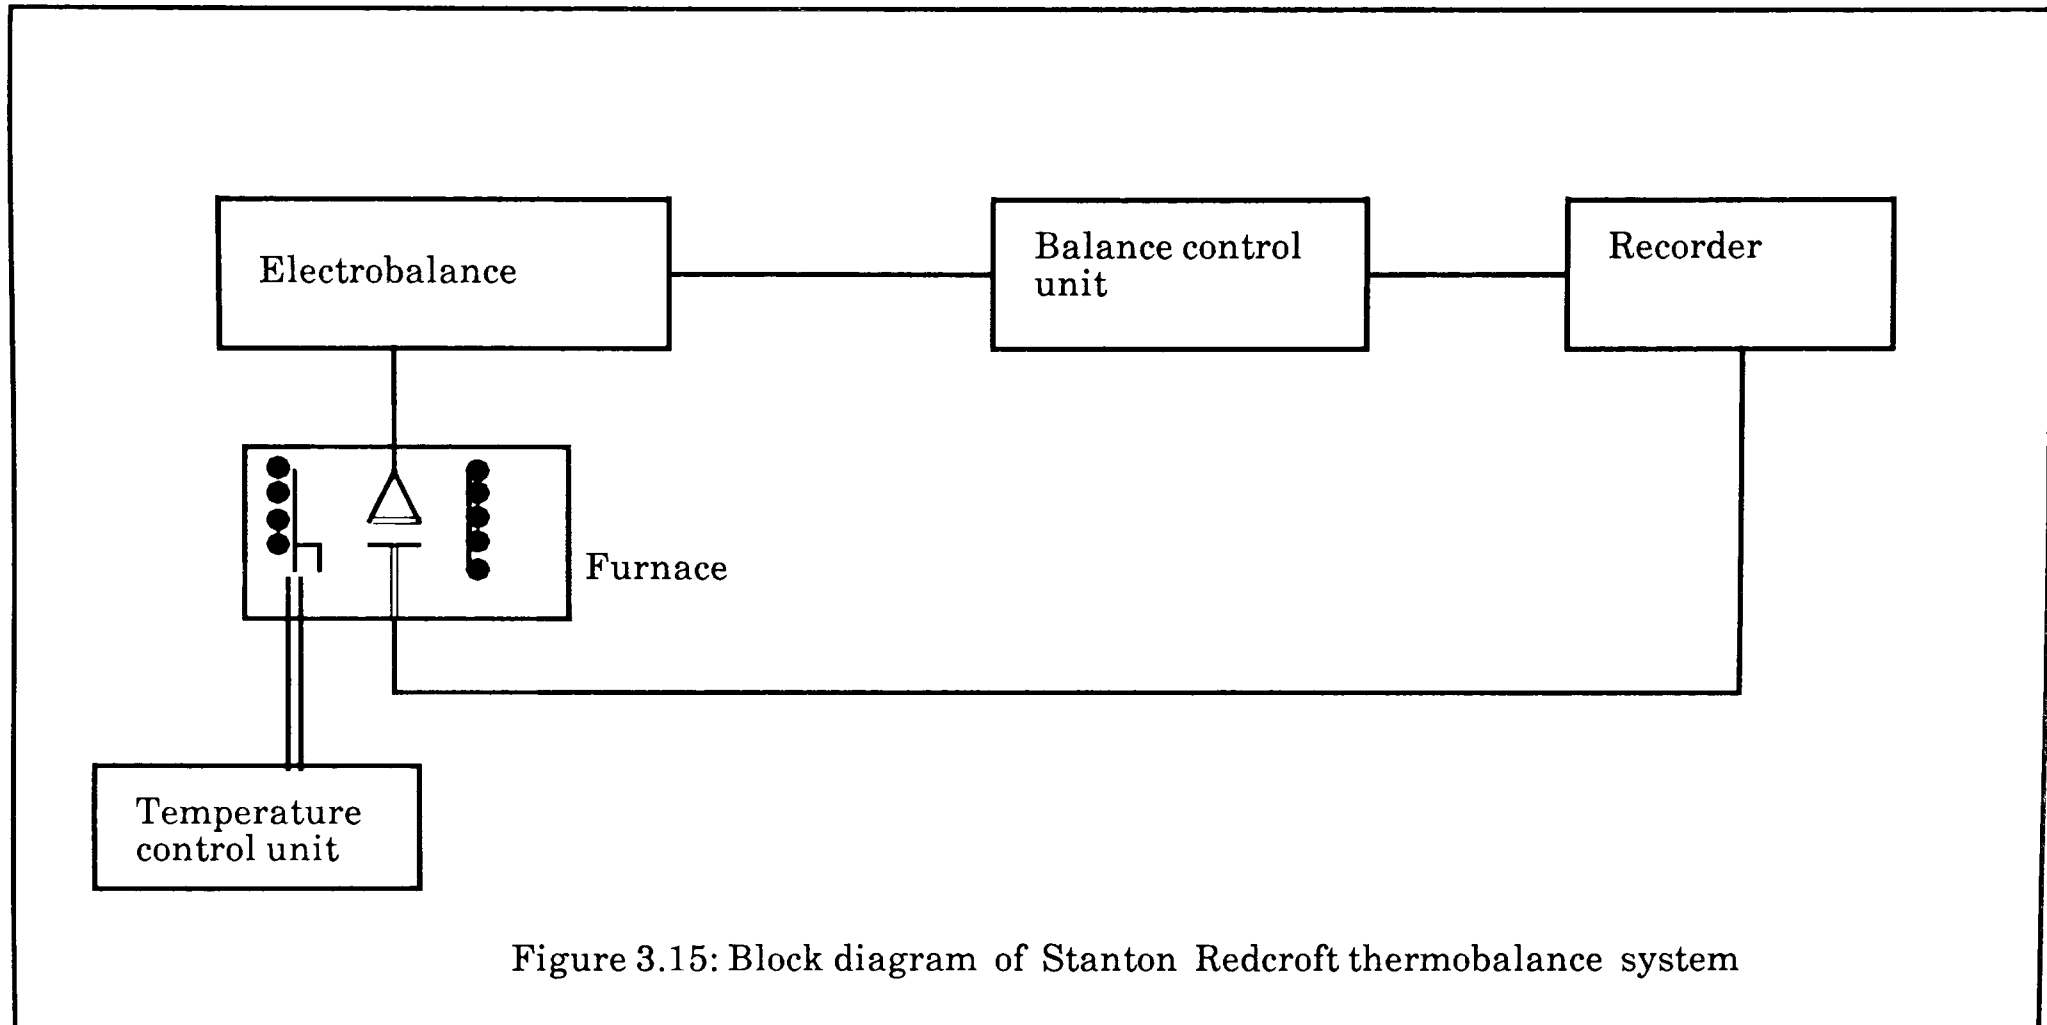 Electrobalance
Balance control
unit
Recorder
Furnace
Temperature
control unit
Figure 3.15: Block diagram of Stanton Redcroft thermobalance system